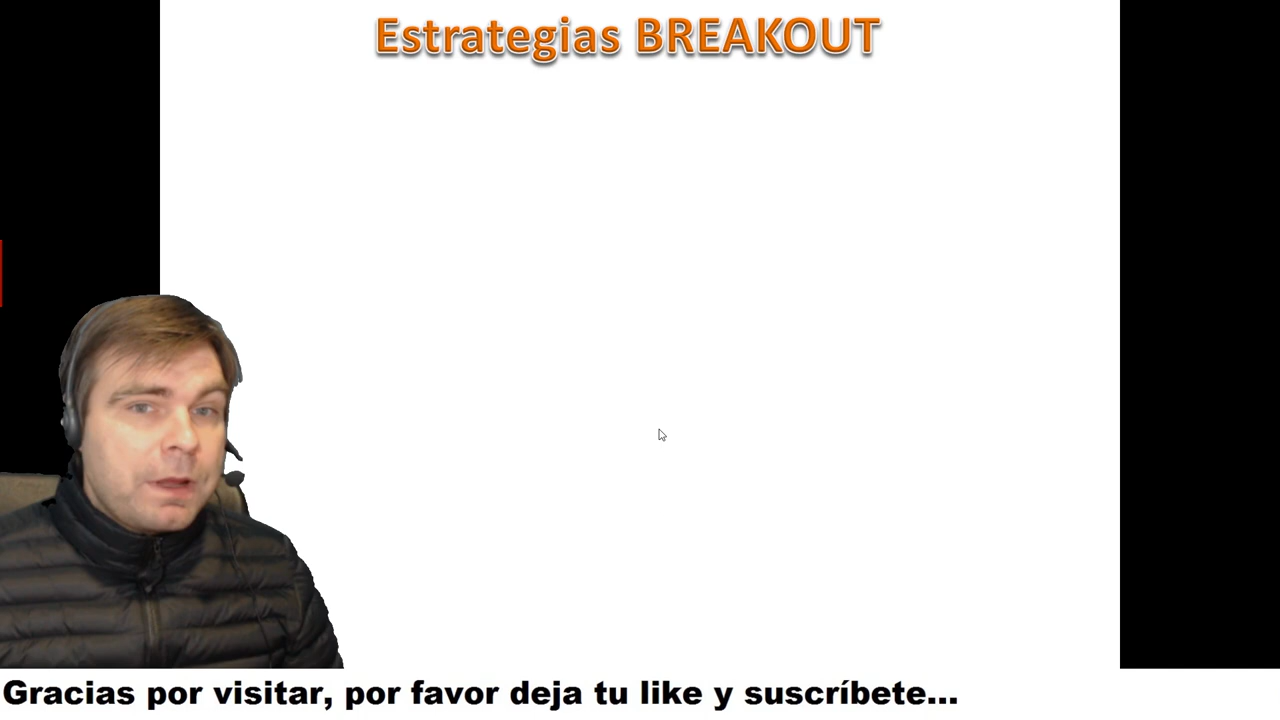 Estrategias BREAKOUT
Gracias por visitar, por favor deja tu like y suscríbete...